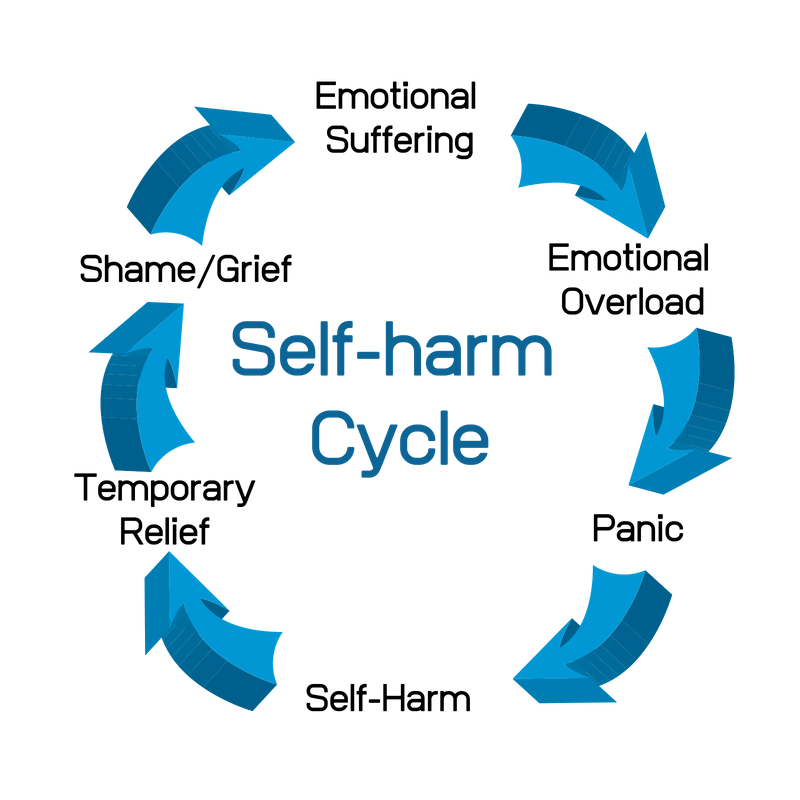 Emotional
Suffering
Emotional
Overload
Panic
Self-Harm
Temporary
Relief
Shame/Grief
Self-harm
Cycle